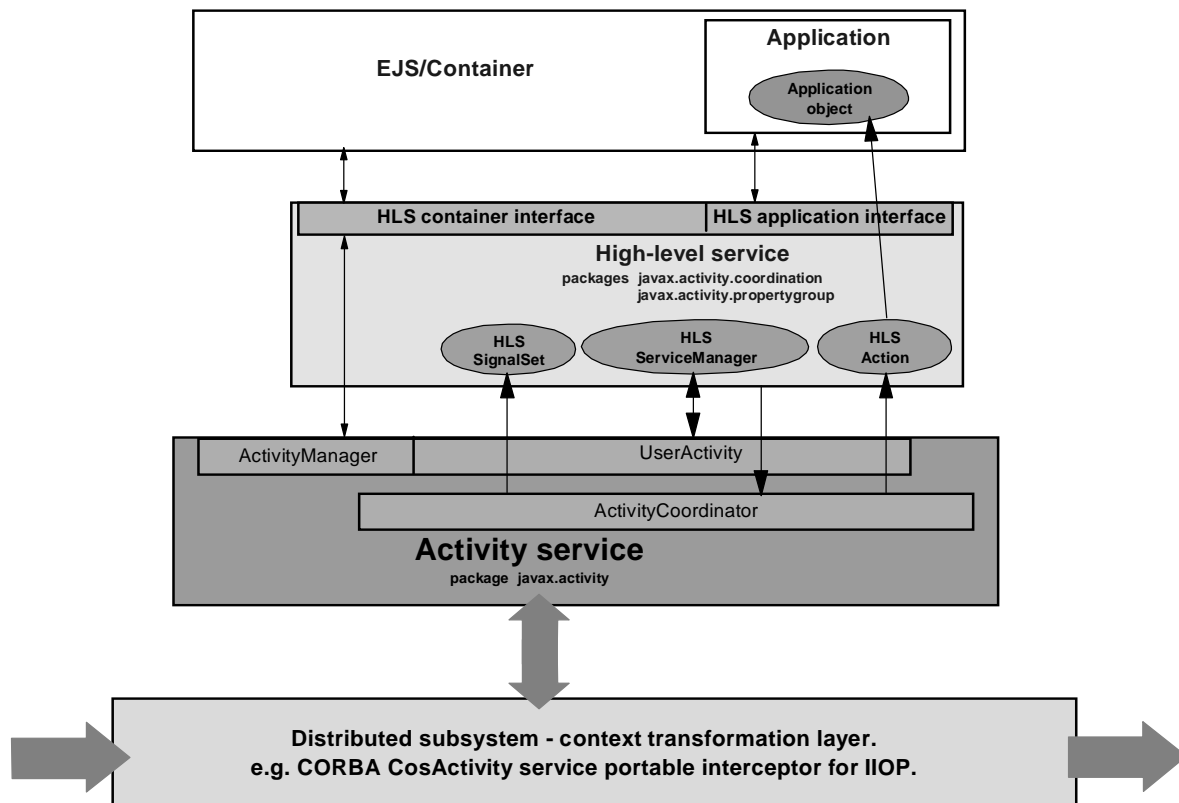 Application
EJS/Container
Application
object
HLS container interface
HLS application interface
High-level service
packages javax.activity.coordination
javax.activity.propertygroup
HLS
SignalSet
HLS
ServiceManager
HLS
Action
ActivityManager
UserActivity
ActivityCoordinator
Activity service
package javax.activity
Distributed subsystem - context transformation layer.
e.g. CORBA CosActivity service portable interceptor for IIOP.